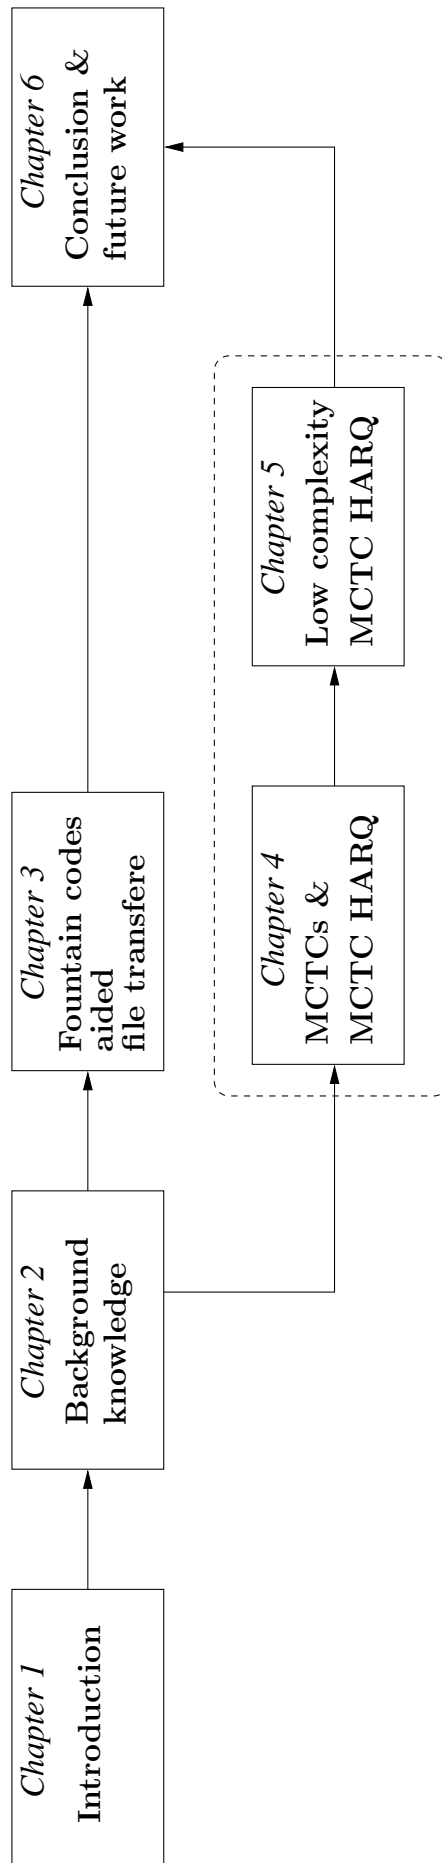 Chapter 1
Introduction
Chapter 2
Background
knowledge
Chapter 3
Fountain codes
aided
file transfere
Chapter 4
MCTCs &
MCTC HARQ
Chapter 5
Low complexity
MCTC HARQ
Chapter 6
Conclusion &
future work